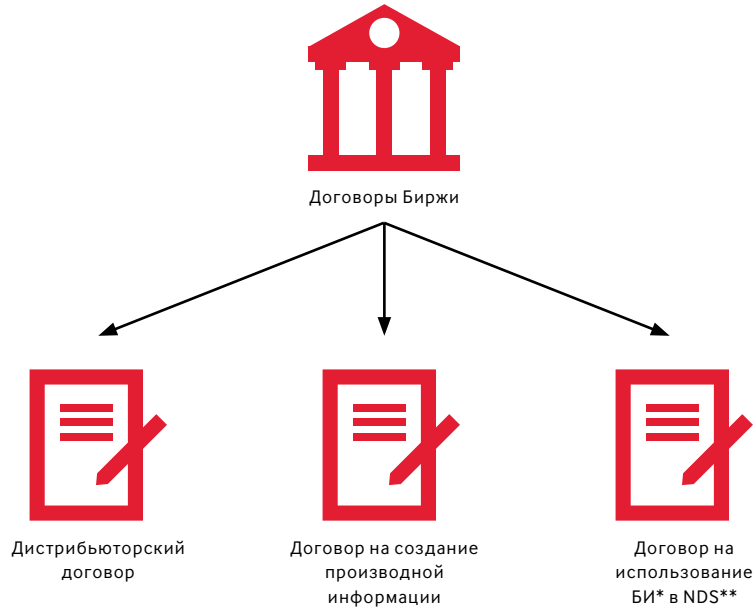 Договоры Биржи
Дистрибьюторский
договор
Договор на создание
производной
информации
Договор на
использование
БИ* в NDS**